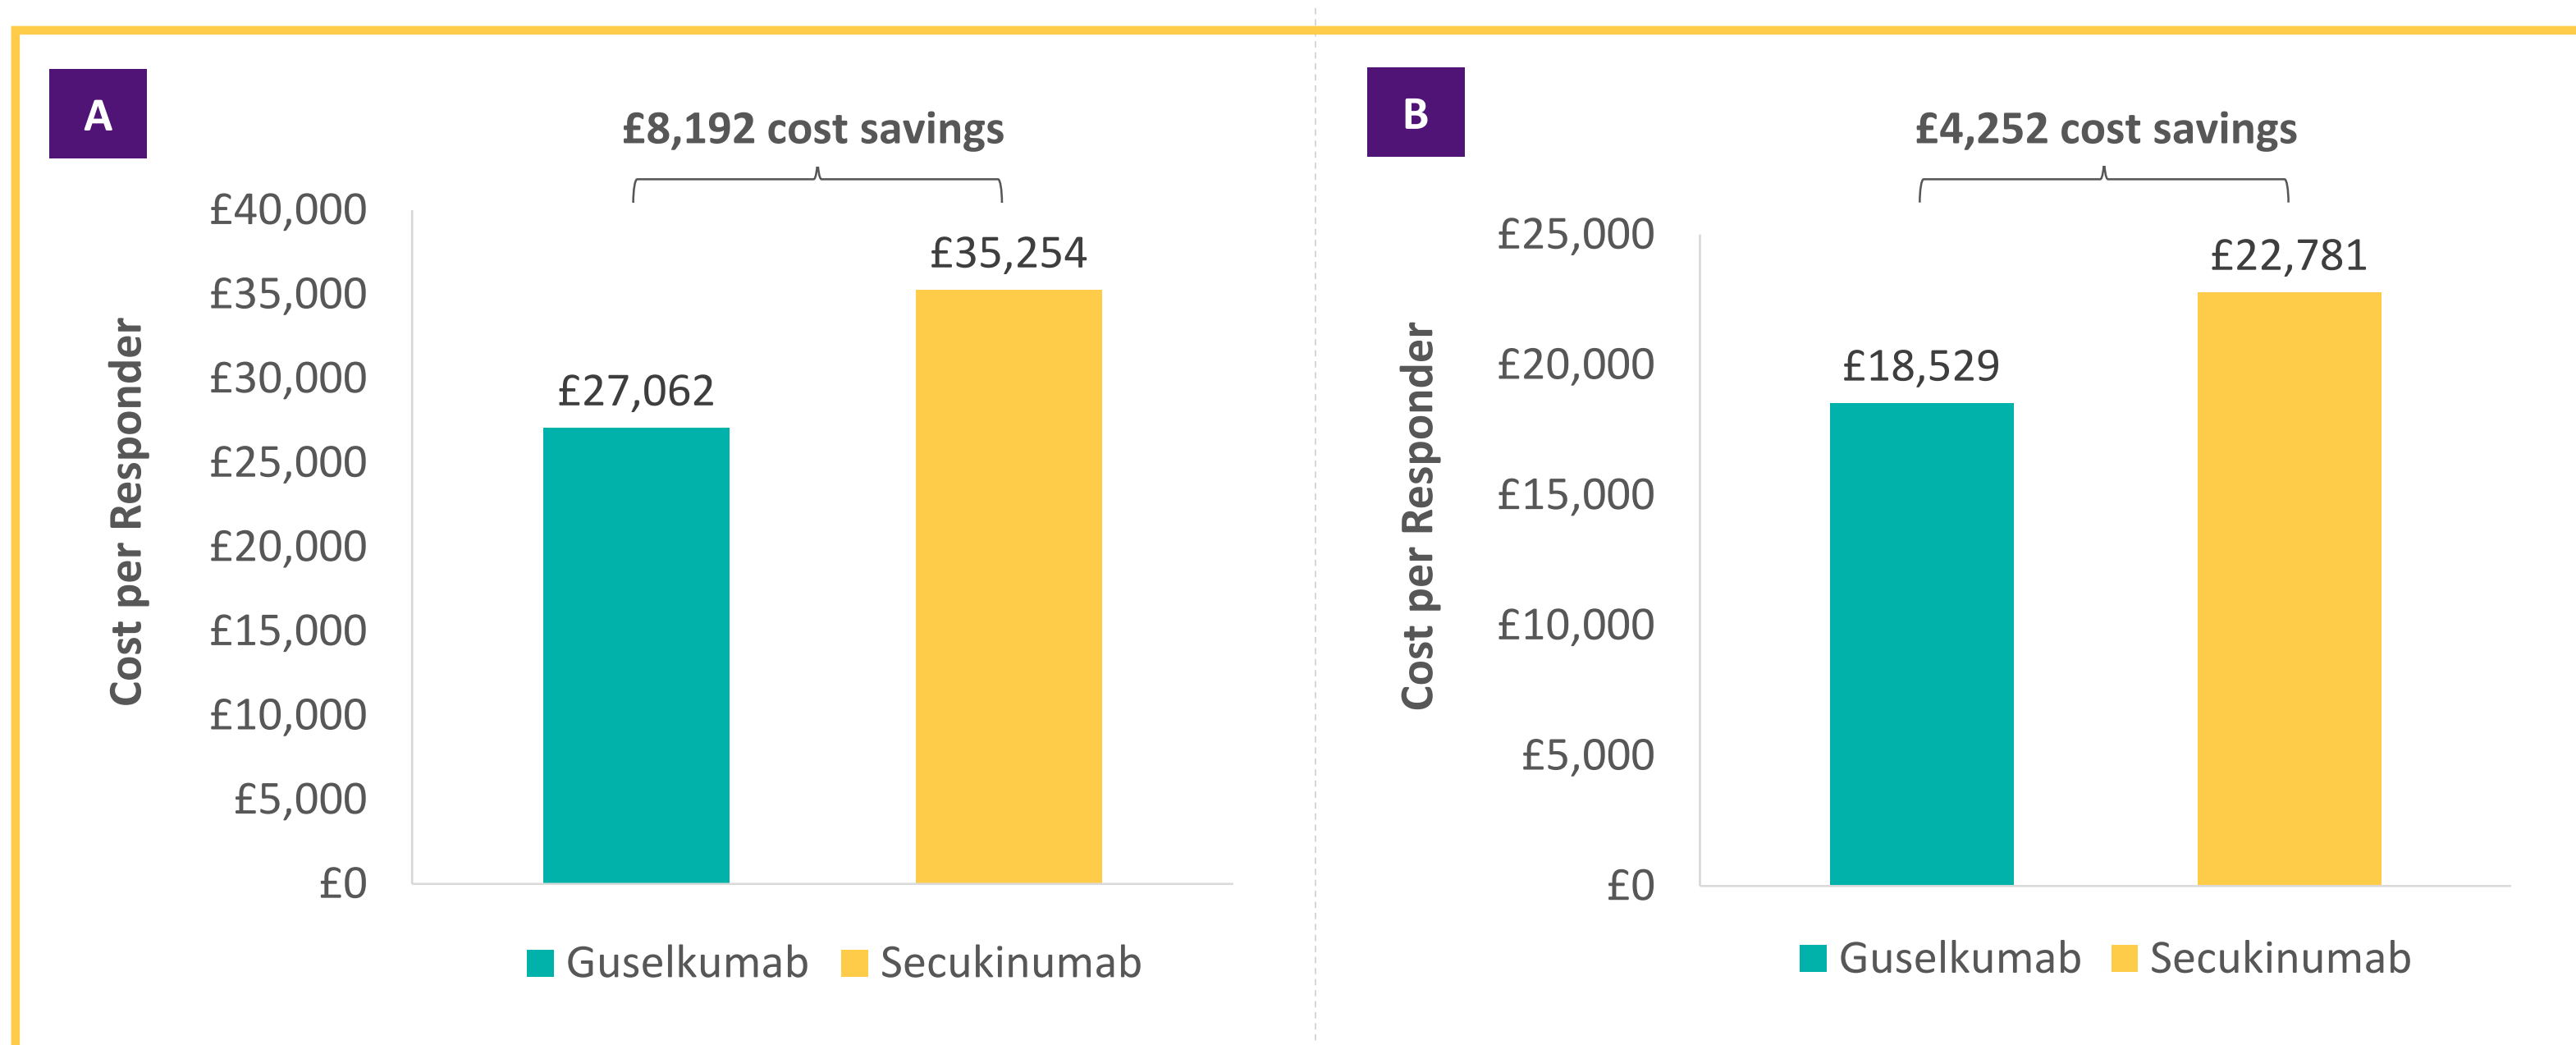 A
£8,192 cost savings
£40,000
£35,000
£30,000
£25,000
£20,000
£15,000
£10,000
£5,000
£0
Cost per Responder
£27,062
£35,254
Guselkumab
Secukinumab
B
£4,252 cost savings
£25,000
£20,000
£15,000
£10,000
£5,000
£0
Cost per Responder
£18,529
£22,781
Guselkumab
Secukinumab